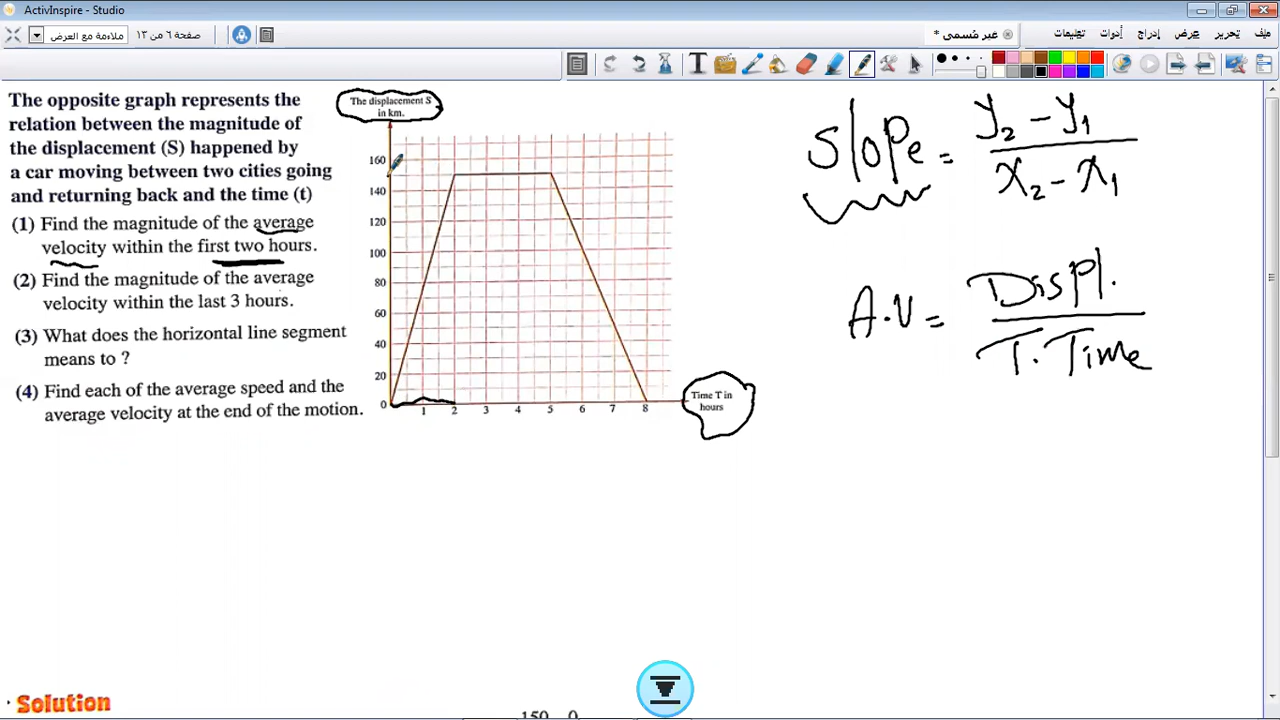 ActivInspire - Studio
ملاءمة مع العرض
صفحة ٦ من ١٣
غير مُسمى *
ملف تحرير عرض إدراج أدوات تعليقات
The opposite graph represents the
relation between the magnitude of
the displacement (S) happened by
a car moving between two cities going
and returning back and the time (t)
(1) Find the magnitude of the average
velocity within the first two hours.
(2) Find the magnitude of the average
velocity within the last 3 hours.
(3) What does the horizontal line segment
means to ?
(4) Find each of the average speed and the
average velocity at the end of the motion.
The displacement S
in km.
160
140
120
100
80
60
40
20
0
1 2 3 4 5 6 7 8
Time T in
hours
Slope = y2 - y1
x2 - x1
A.V = Displ.
T. Time
Solution
150 0